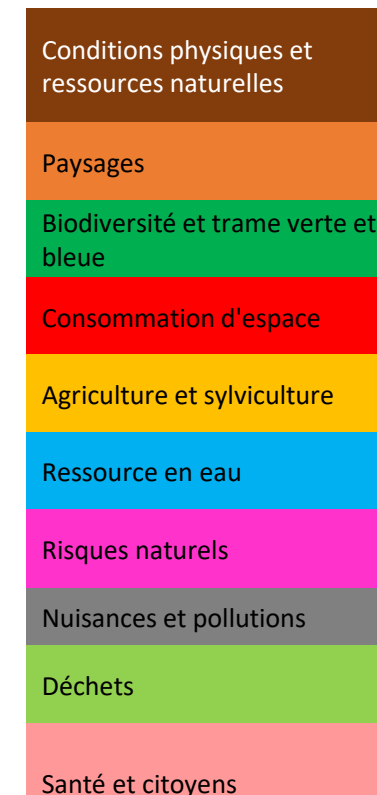 Conditions physiques et
ressources naturelles
Paysages
Biodiversité et trame verte et
bleue
Consommation d'espace
Agriculture et sylviculture
Ressource en eau
Risques naturels
Nuisances et pollutions
Déchets
Santé et citoyens